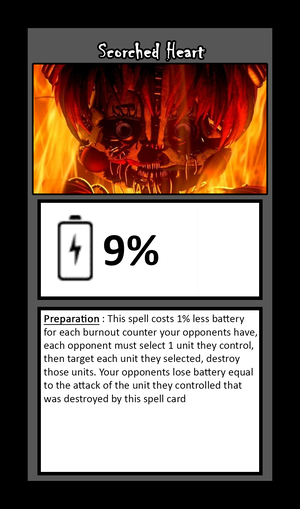 Scorched Heart
9%
Preparation : This spell costs 1% less battery
for each burnout counter your opponents have,
each opponent must select 1 unit they control,
then target each unit they selected, destroy
those units. Your opponents lose battery equal
to the attack of the unit they controlled that
was destroyed by this spell card